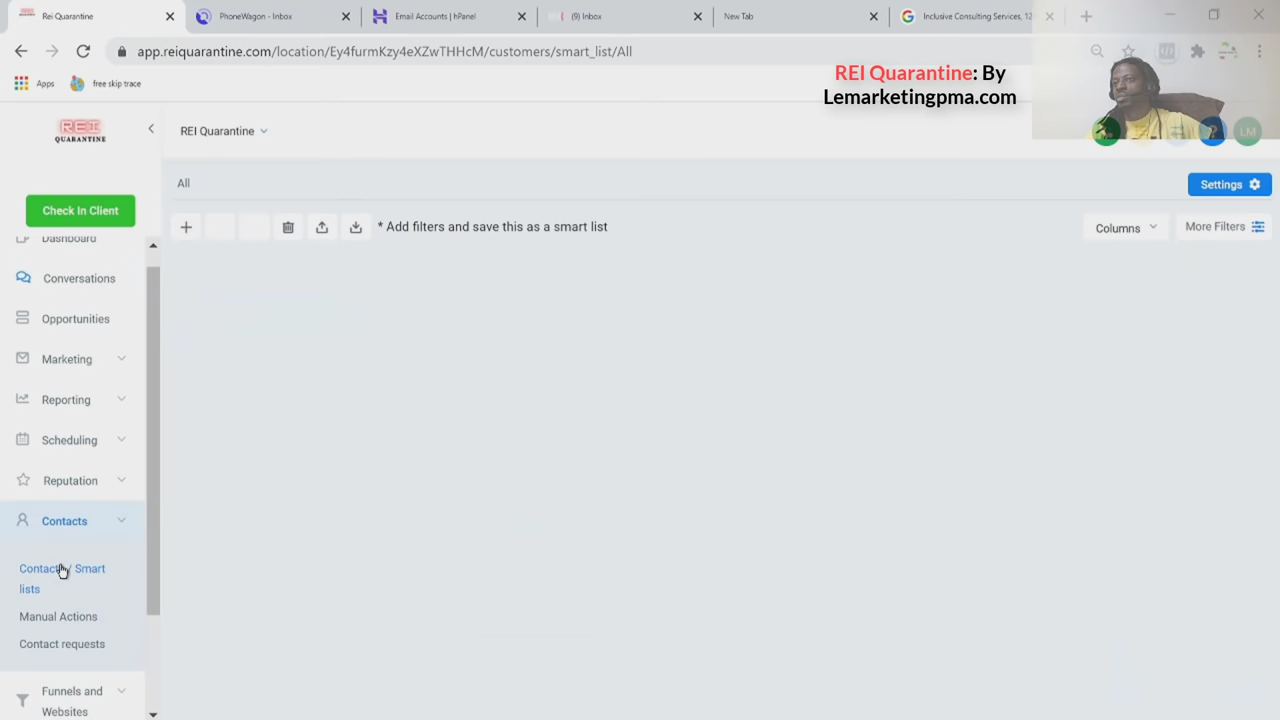 Rei Quarantine
PhoneWagon - Inbox
Email Accounts | hPanel
(9) Inbox
New Tab
Inclusive Consulting Services, 12
app.reiquarantine.com/location/Ey4furmKzy4eXZwTHHcM/customers/smart_list/All
Apps
free skip trace
REI Quarantine: By
Lemarketingpma.com
REI
QUARANTINE
REI Quarantine
LM
All
Settings
Check In Client
* Add filters and save this as a smart list
Columns
More Filters
Dashboard
Conversations
Opportunities
Marketing
Reporting
Scheduling
Reputation
Contacts
Contacts / Smart
lists
Manual Actions
Contact requests
Funnels and
Websites